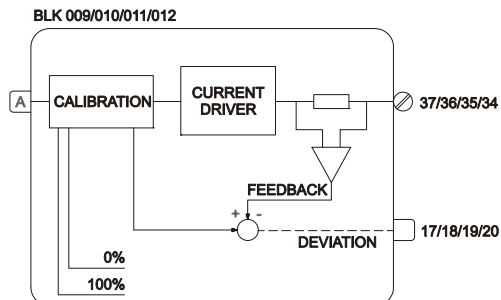 BLK 009/010/011/012
A
CALIBRATION
CURRENT
DRIVER
37/36/35/34
FEEDBACK
+ -
DEVIATION
17/18/19/20
0%
100%